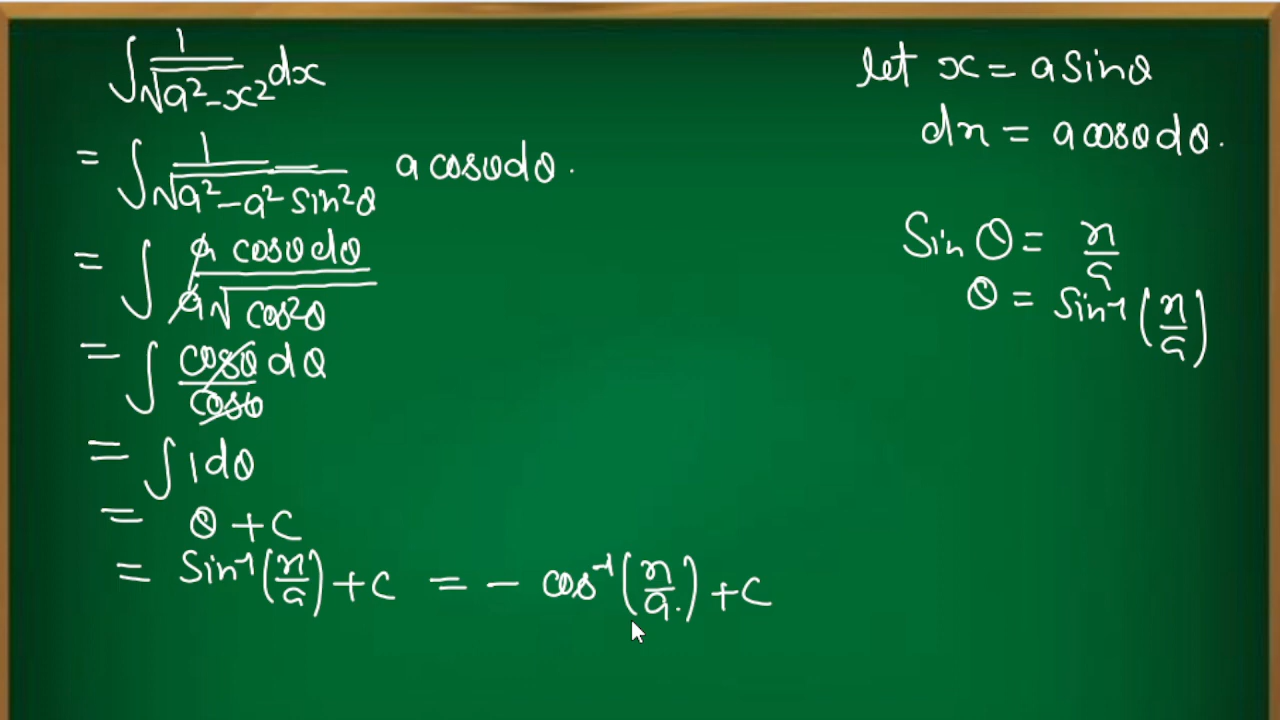 ∫ 1/√(a²-x²) dx
= ∫ 1/√(a²-a² sin²θ) a cosθ dθ.
= ∫ a cosθ dθ / a√(cos²θ)
= ∫ cosθ/cosθ dθ
= ∫ 1 dθ
= θ + c
= Sin⁻¹(x/a) + c = - cos⁻¹(x/a.) + c
let x = a Sinθ
dx = a cosθ dθ.
Sin θ = x/a
θ = Sin⁻¹(x/a)